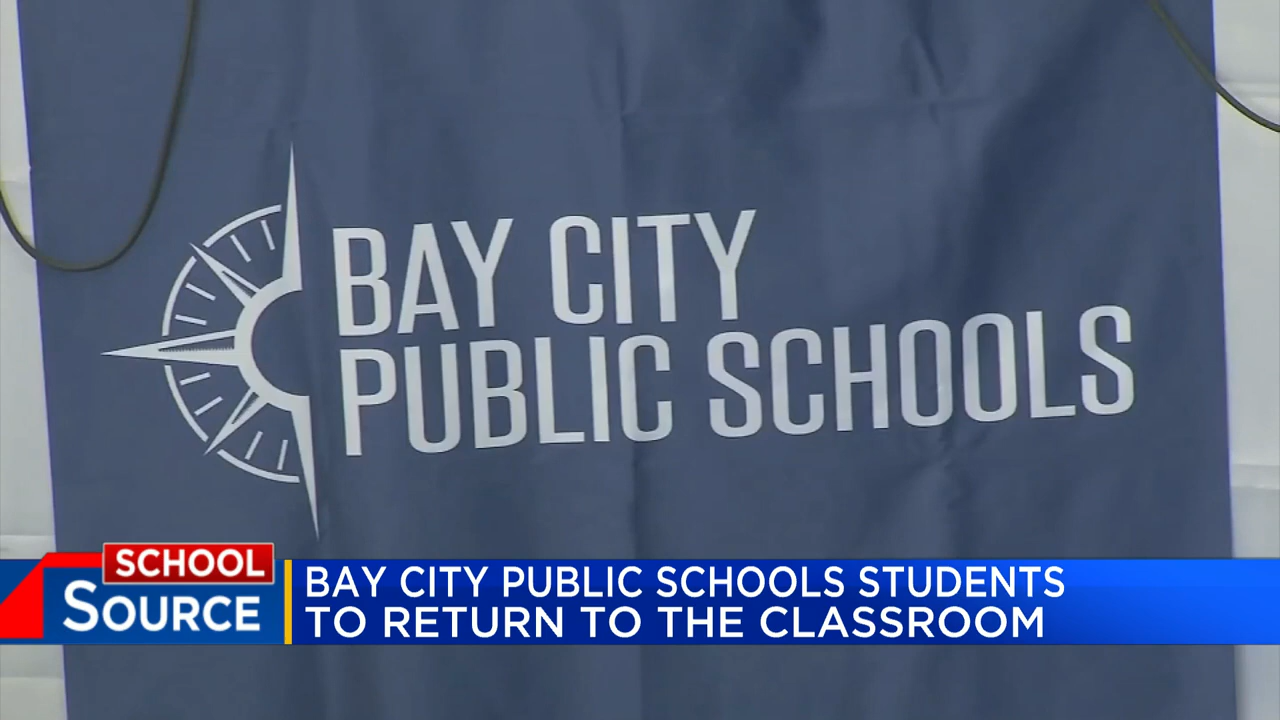 BAY CITY
PUBLIC SCHOOLS
SCHOOL
SOURCE
BAY CITY PUBLIC SCHOOLS STUDENTS
TO RETURN TO THE CLASSROOM